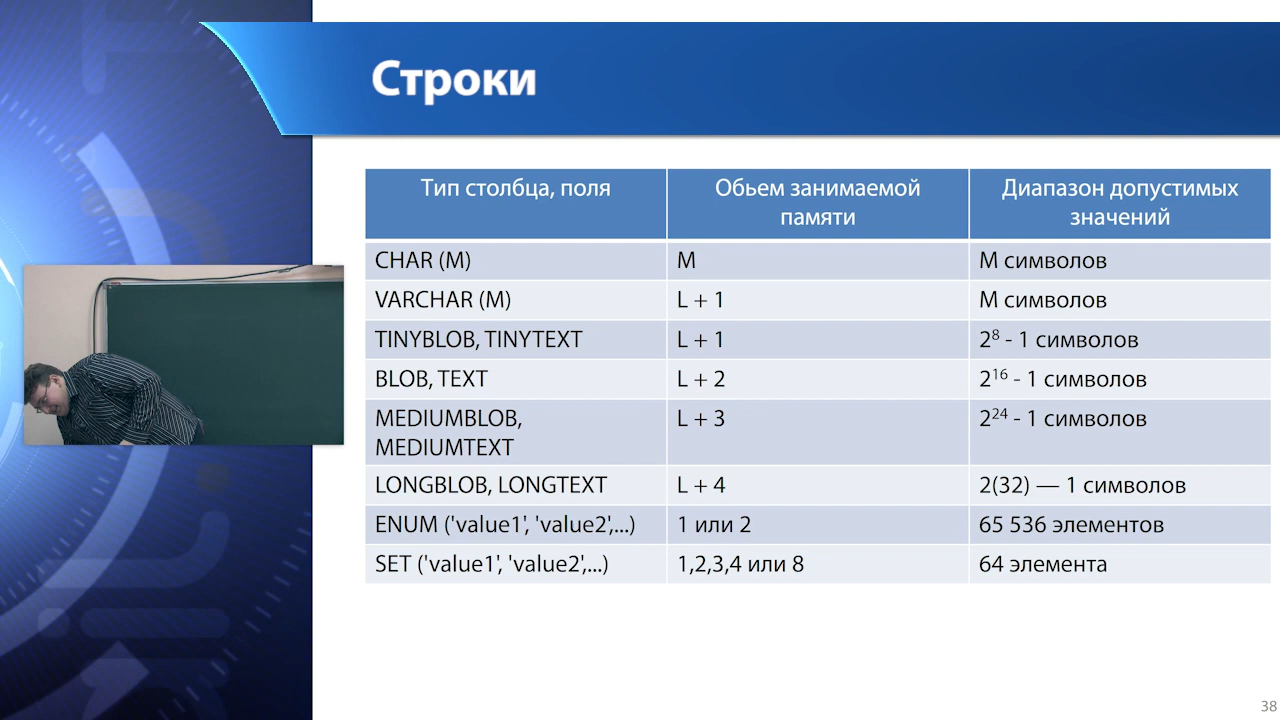 Строки
Тип столбца, поля
Обьем занимаемой
памяти
Диапазон допустимых
значений
CHAR (M)
M
M символов
VARCHAR (M)
L + 1
M символов
TINYBLOB, TINYTEXT
L + 1
2⁸ - 1 символов
BLOB, TEXT
L + 2
2¹⁶ - 1 символов
MEDIUMBLOB,
MEDIUMTEXT
L + 3
2²⁴ - 1 символов
LONGBLOB, LONGTEXT
L + 4
2(32) — 1 символов
ENUM ('value1', 'value2',...)
1 или 2
65 536 элементов
SET ('value1', 'value2',...)
1,2,3,4 или 8
64 элемента
38